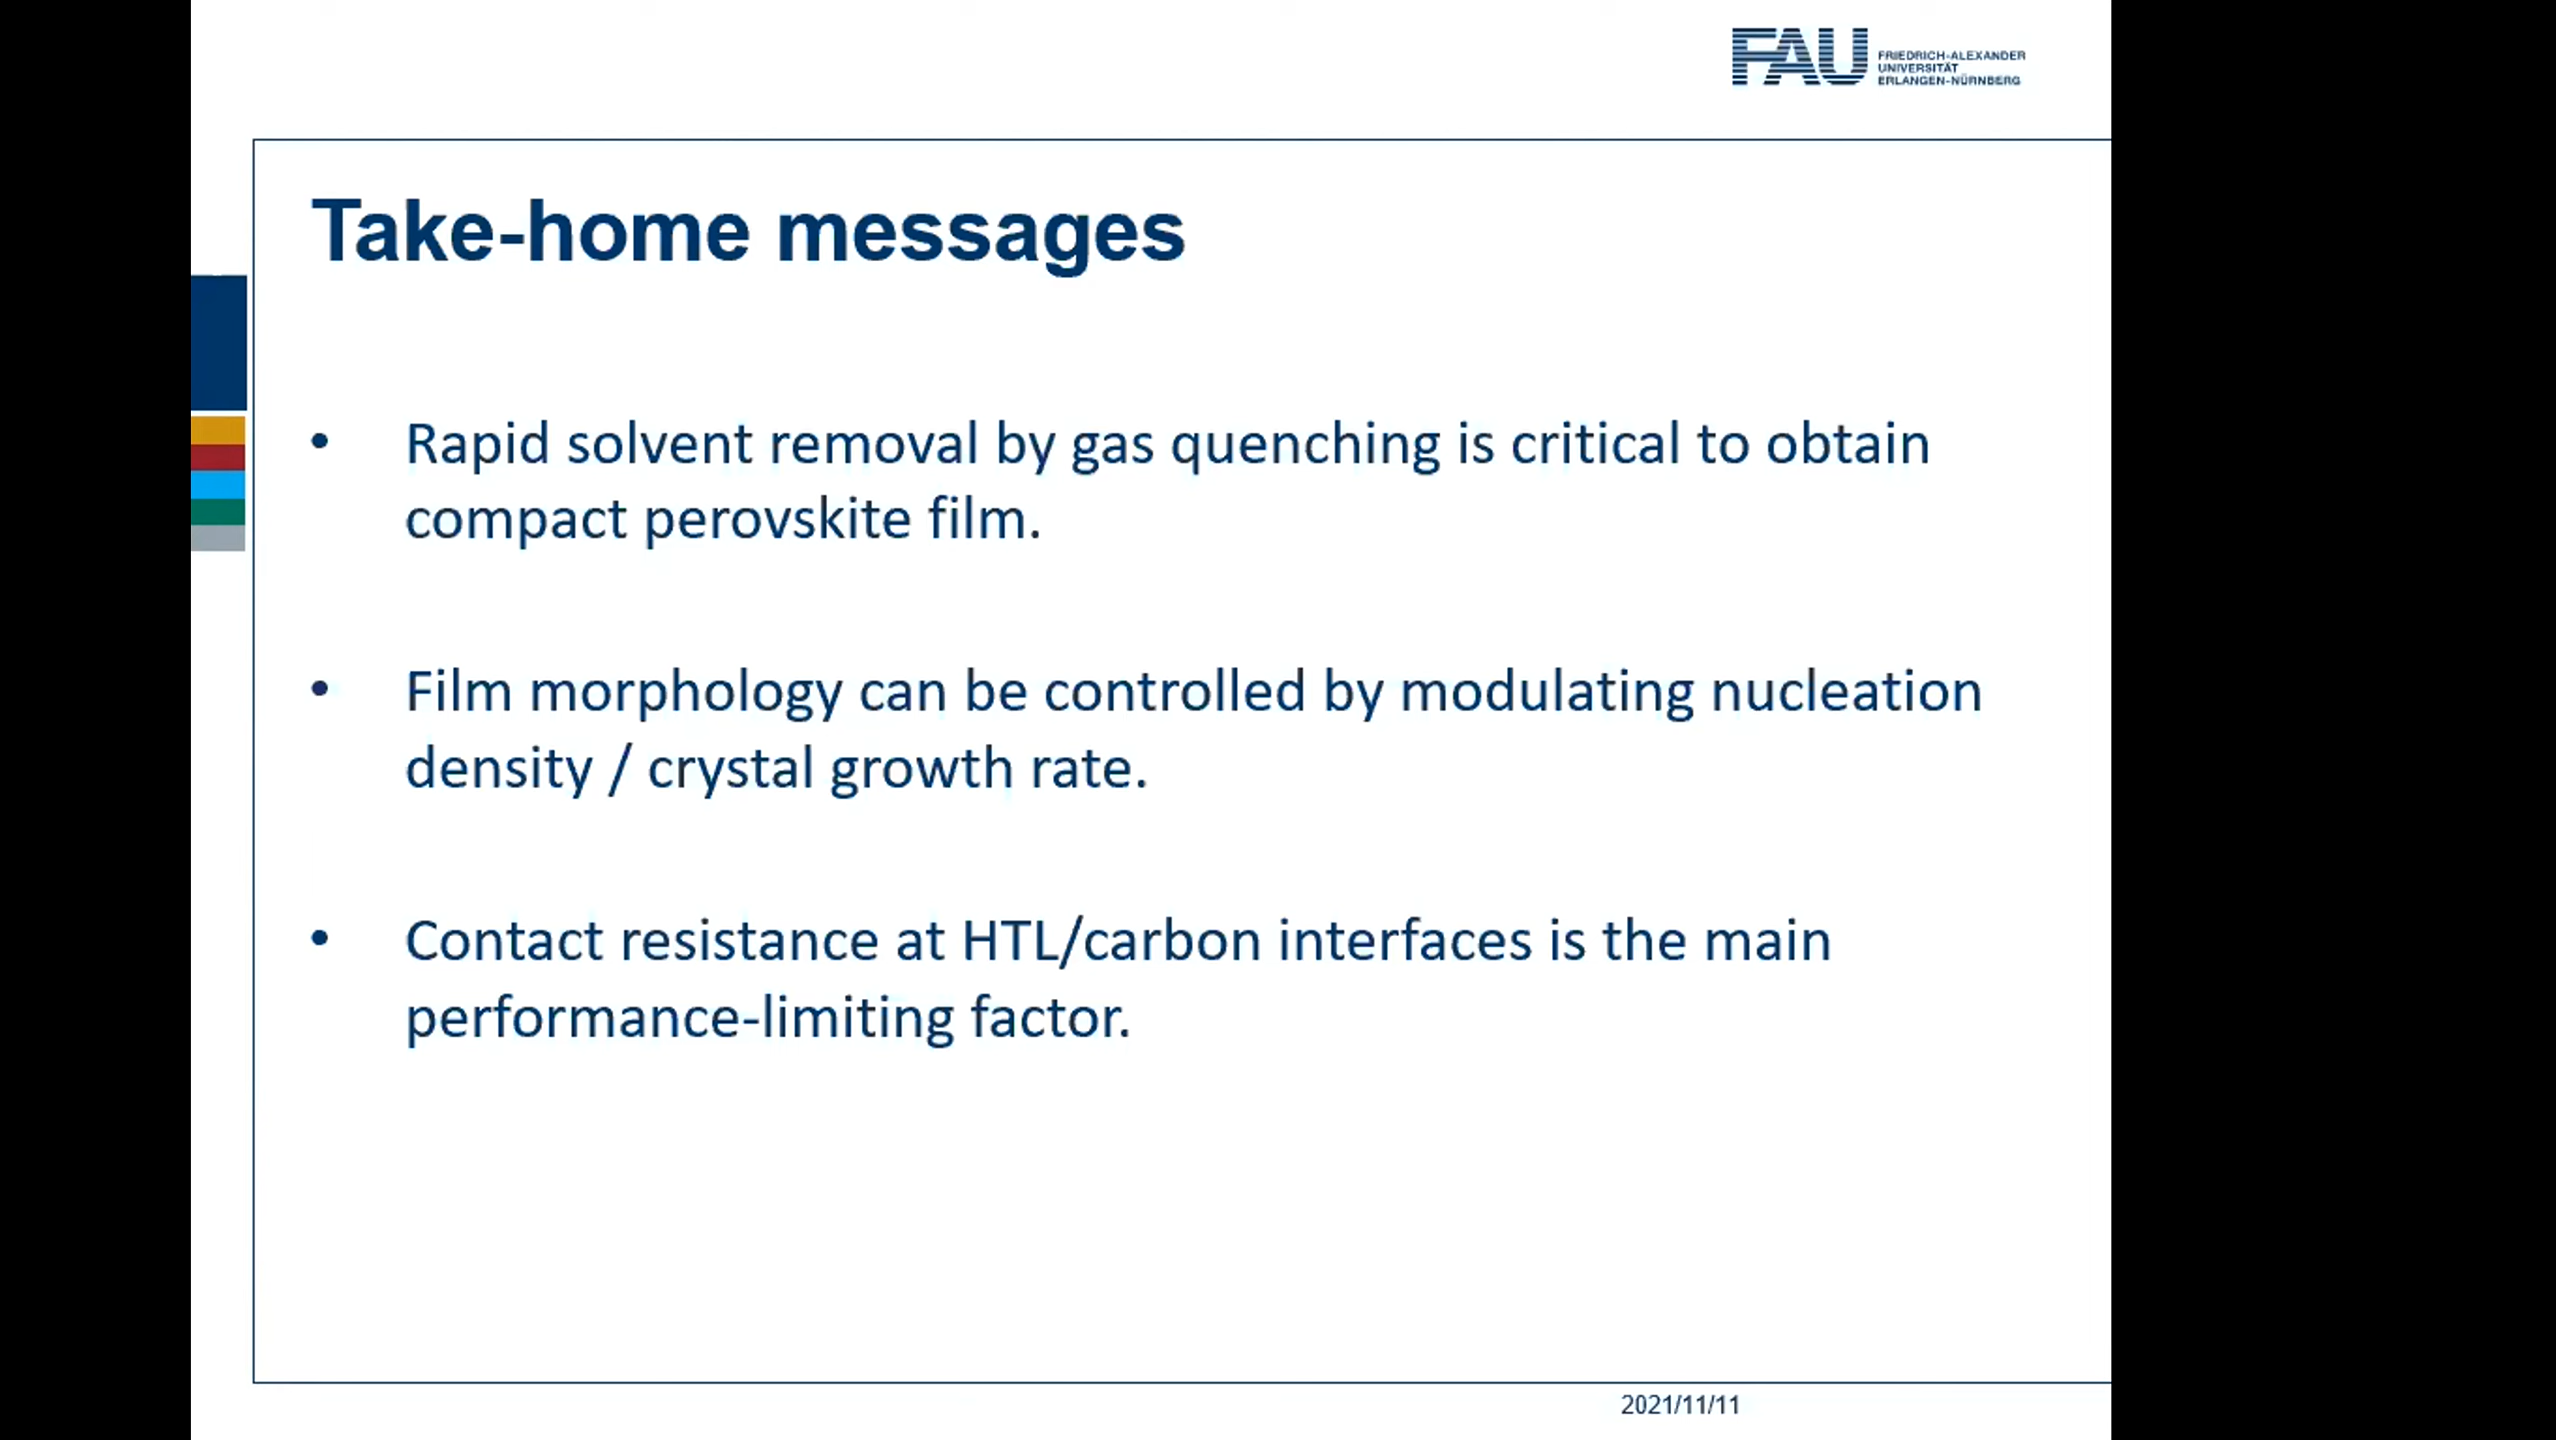 FAU
FRIEDRICH-ALEXANDER
UNIVERSITÄT
ERLANGEN-NÜRNBERG
Take-home messages
• Rapid solvent removal by gas quenching is critical to obtain
compact perovskite film.
• Film morphology can be controlled by modulating nucleation
density / crystal growth rate.
• Contact resistance at HTL/carbon interfaces is the main
performance-limiting factor.
2021/11/11